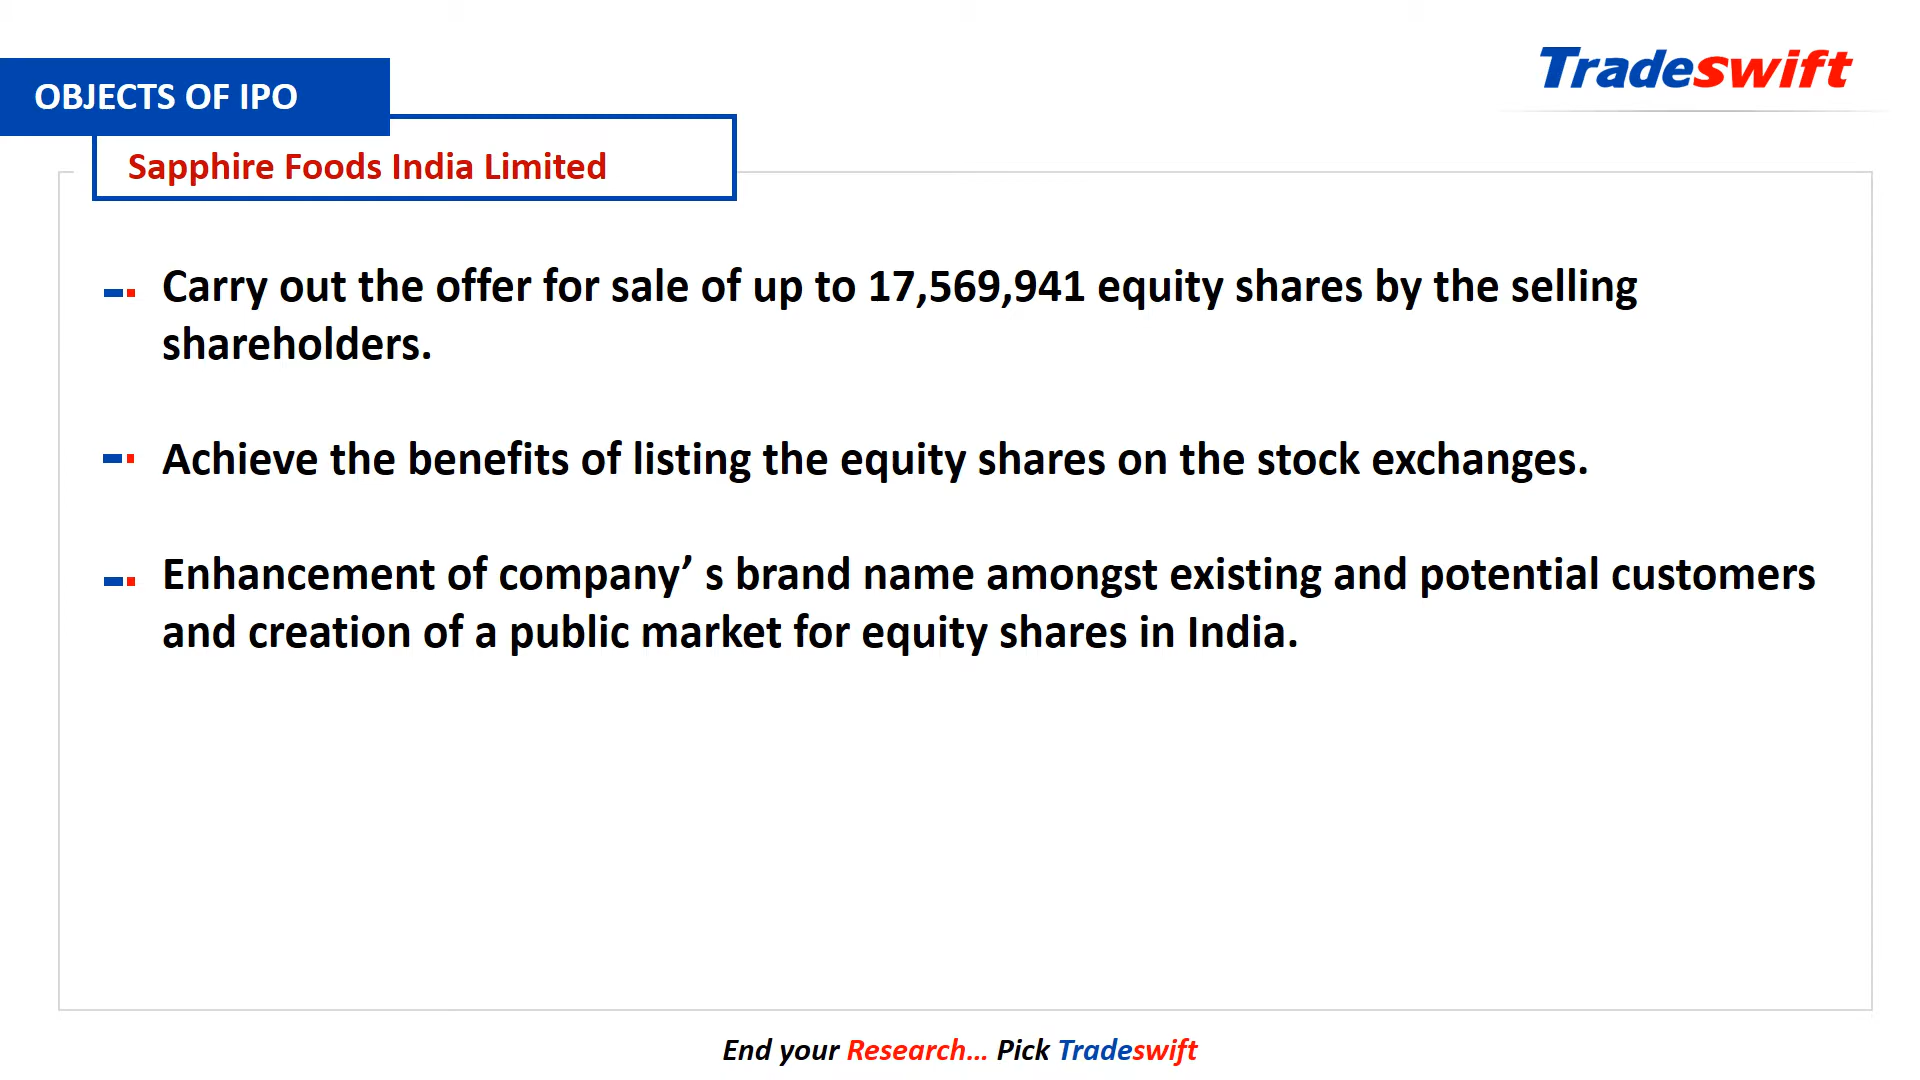 Tradeswift
OBJECTS OF IPO
Sapphire Foods India Limited
Carry out the offer for sale of up to 17,569,941 equity shares by the selling
shareholders.
Achieve the benefits of listing the equity shares on the stock exchanges.
Enhancement of company’ s brand name amongst existing and potential customers
and creation of a public market for equity shares in India.
End your Research... Pick Tradeswift